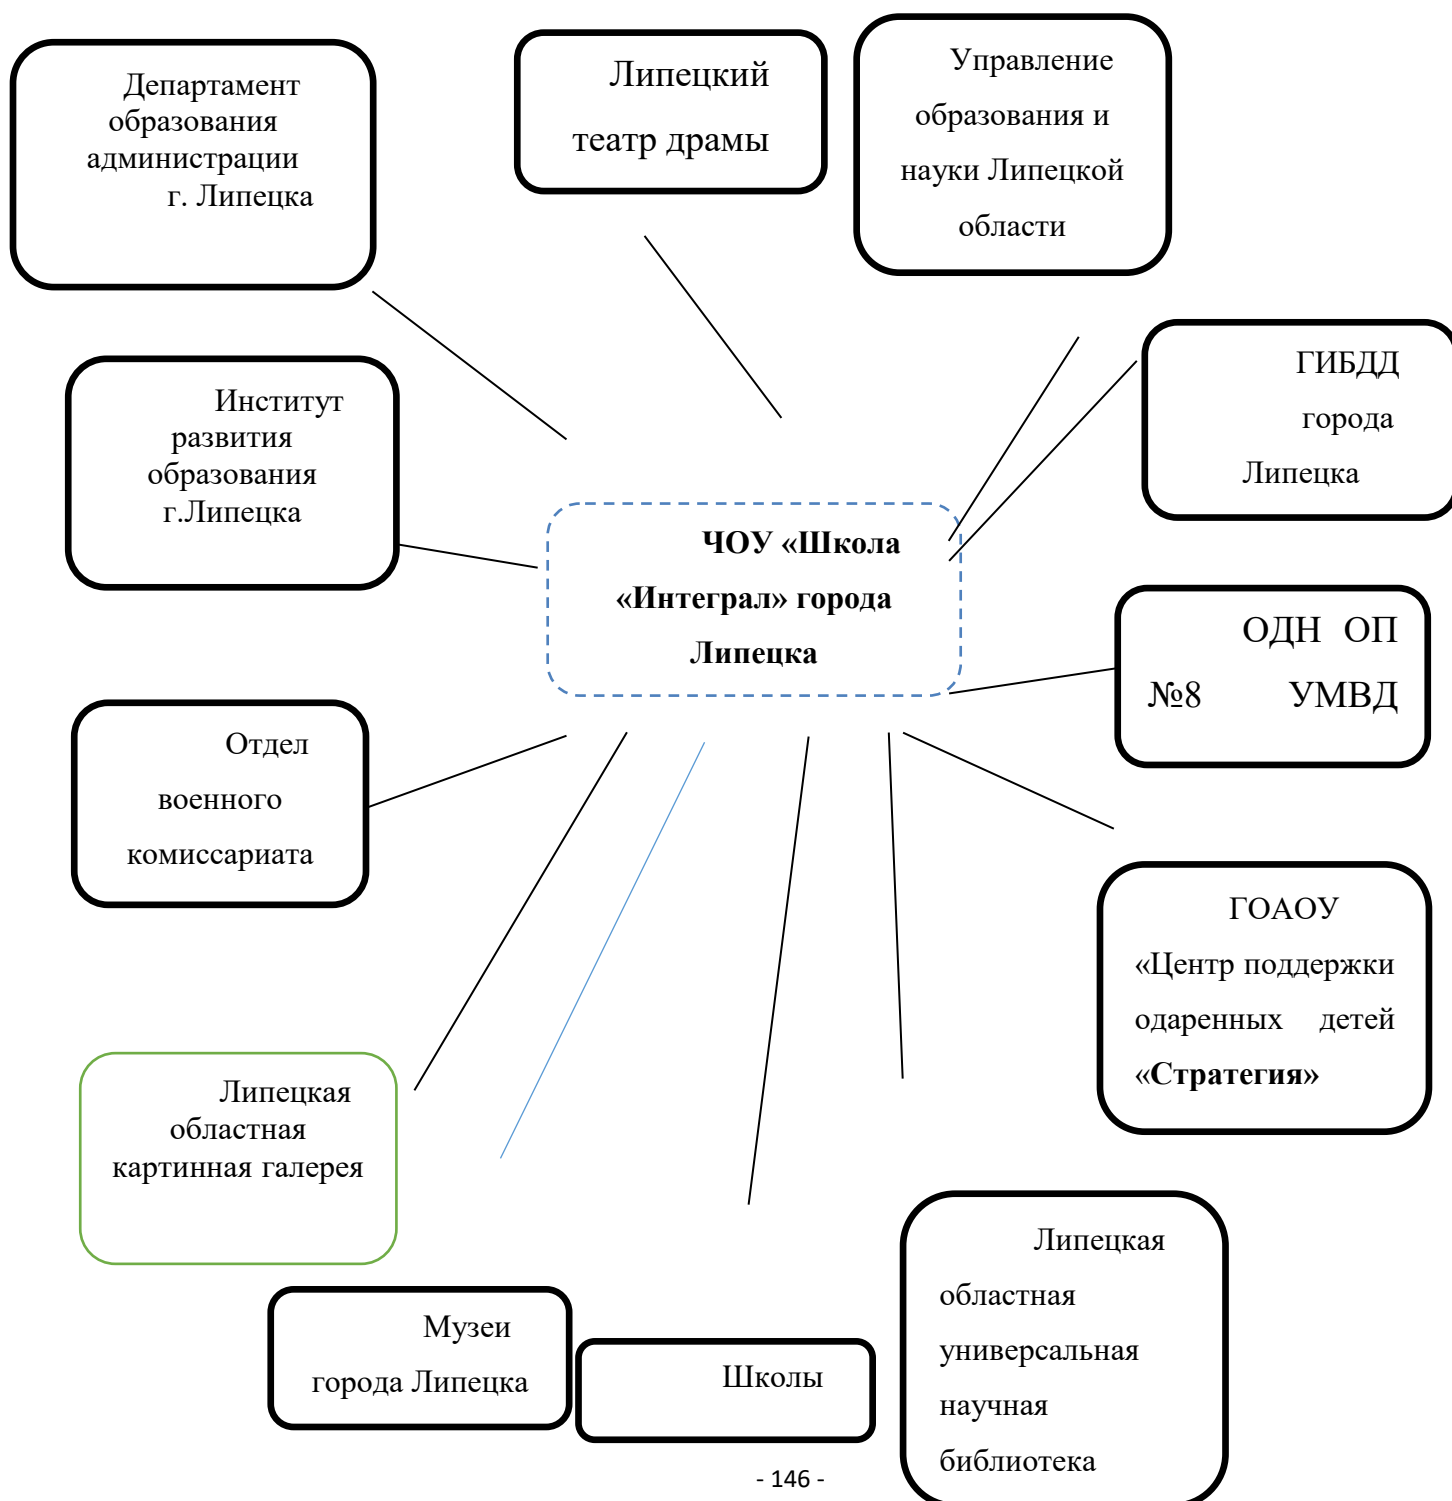 Департамент
образования
администрации
г. Липецка
Липецкий
театр драмы
Управление
образования и
науки Липецкой
области
Институт
развития
образования
г.Липецка
ГИБДД
города
Липецка
ЧОУ «Школа
«Интеграл» города
Липецка
ОДН ОП
№8 УМВД
Отдел
военного
комиссариата
ГОАОУ
«Центр поддержки
одаренных детей
«Стратегия»
Липецкая
областная
картинная галерея
Музеи
города Липецка
Школы
Липецкая
областная
универсальная
научная
библиотека
- 146 -